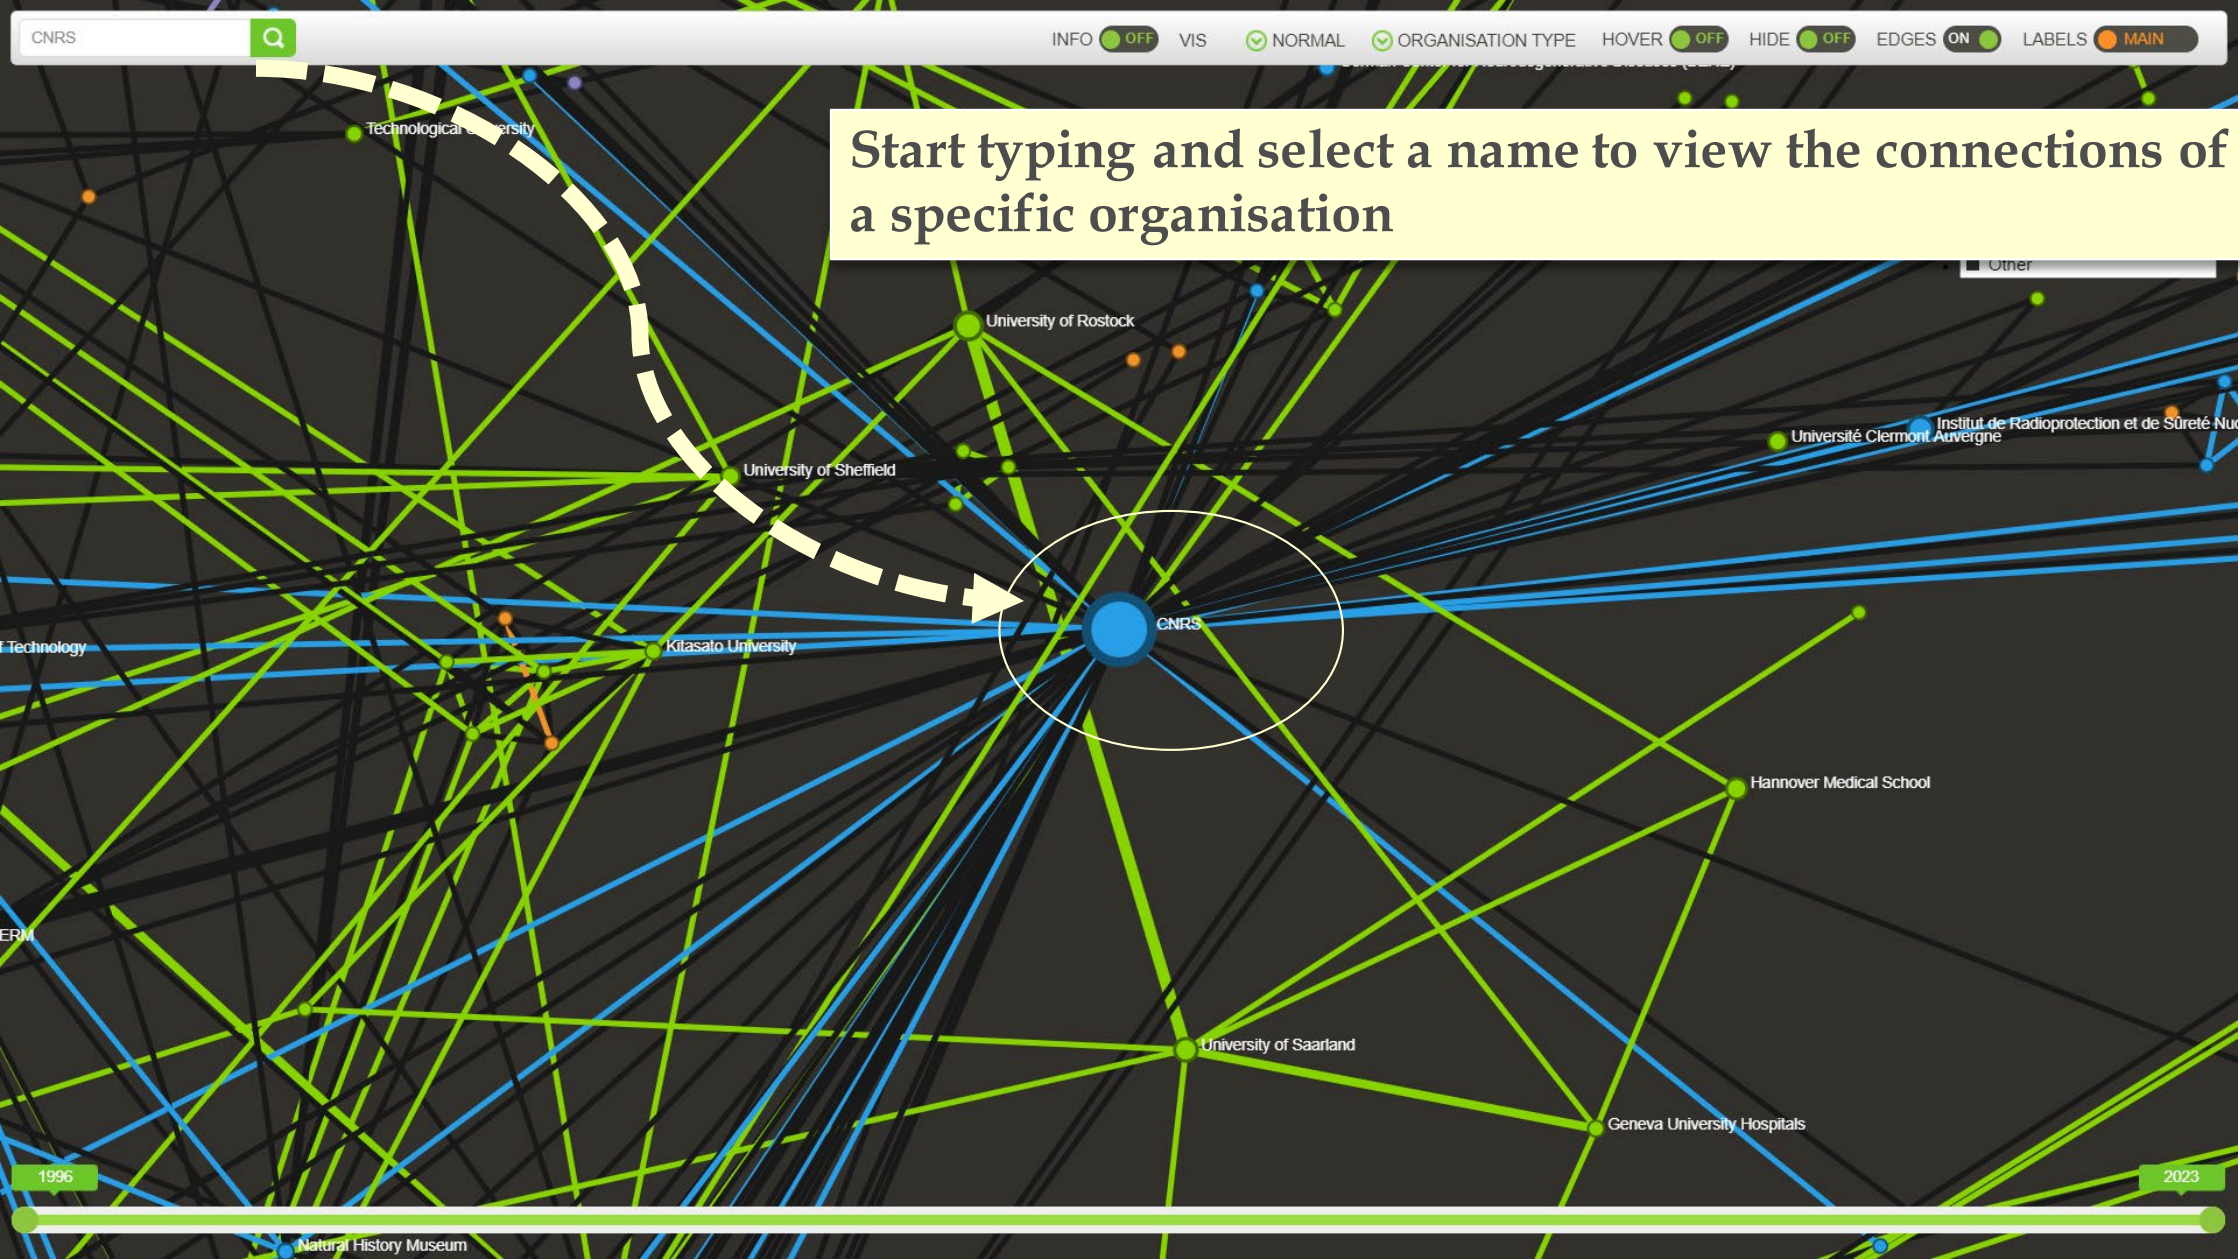 CNRS
INFO OFF VIS NORMAL ORGANISATION TYPE HOVER OFF HIDE OFF EDGES ON LABELS MAIN
Technological
Start typing and select a name to view the connections of
a specific organisation
Other
University of Rostock
Institut de Radioprotection et de Sûreté
Université Clermont Auvergne
University of Sheffield
CNRS
Technology
Kitasato University
Hannover Medical School
ERM
University of Saarland
Geneva University Hospitals
1996
2023
Natural History Museum